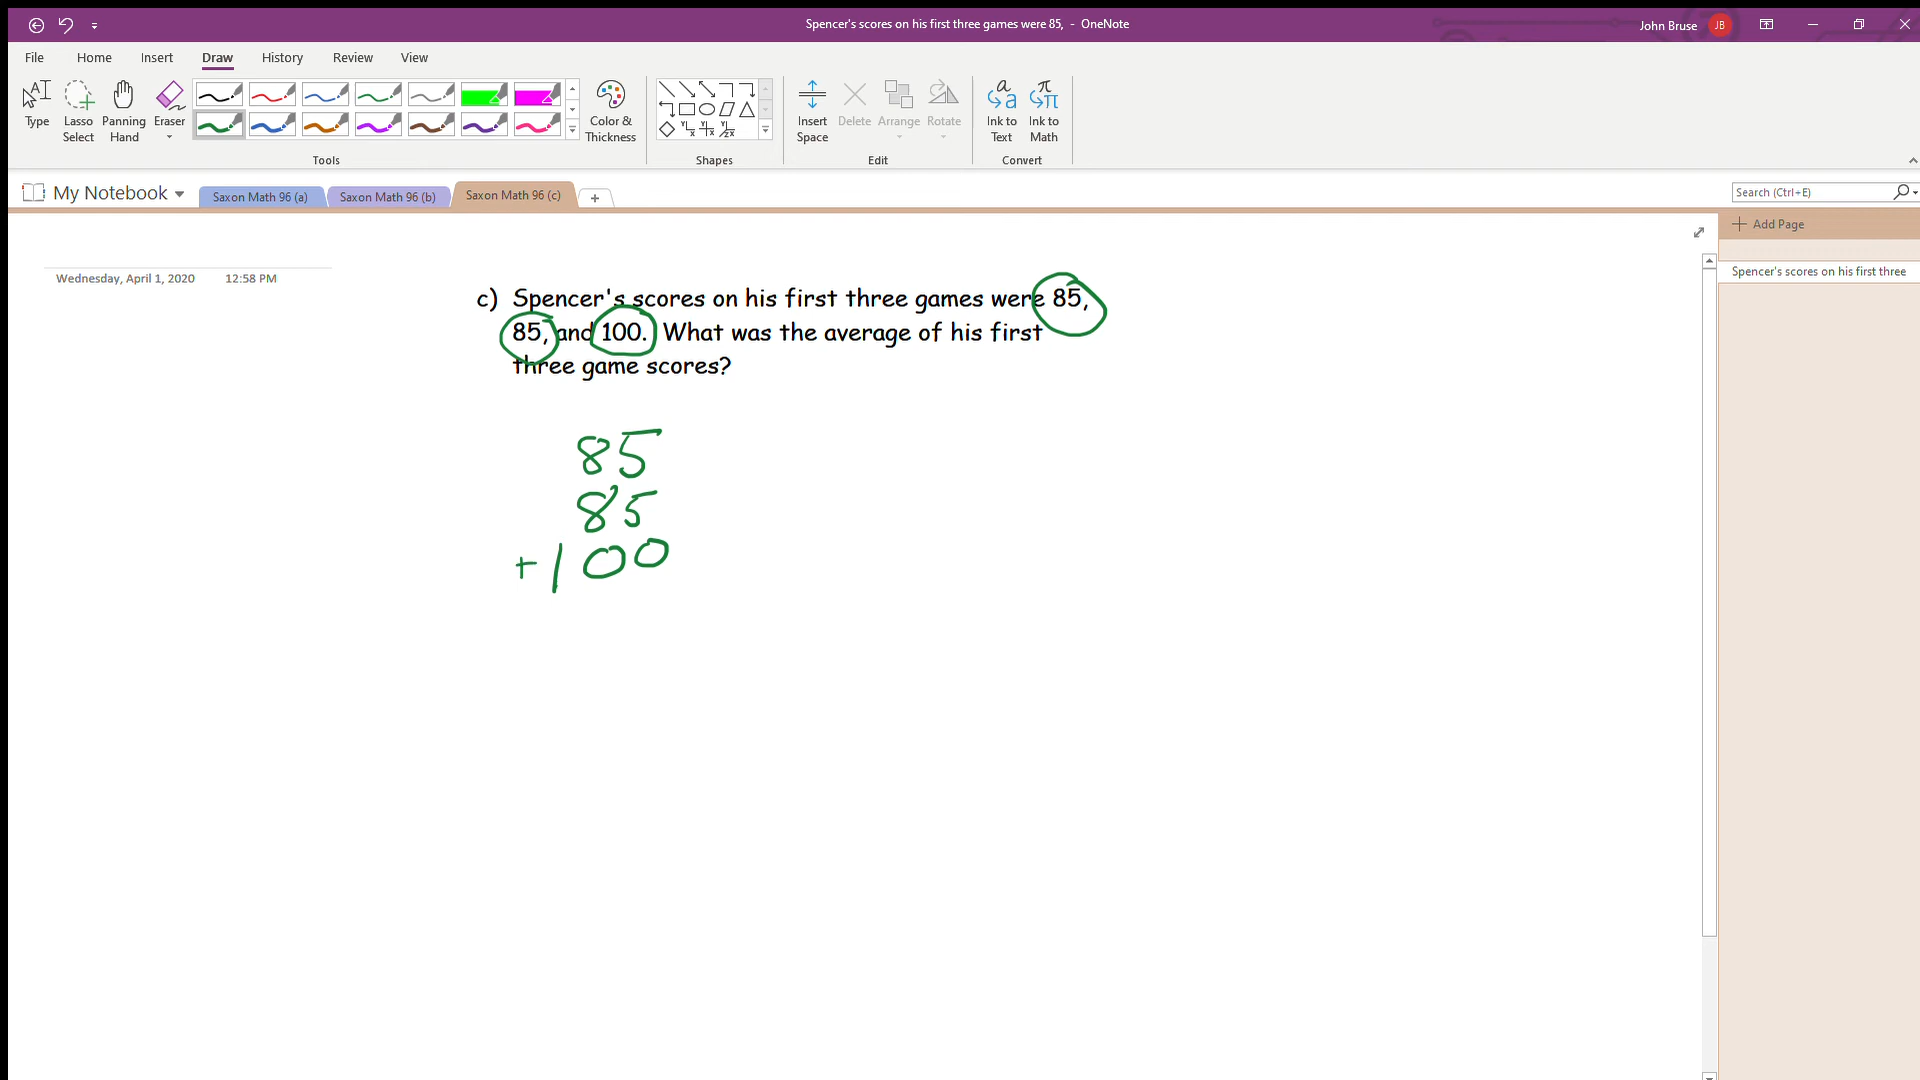 Spencer's scores on his first three games were 85, - OneNote
John Bruse JB
File Home Insert Draw History Review View
Type
Lasso Select
Panning Hand
Eraser
Color & Thickness
Insert Space
Delete
Arrange
Rotate
Ink to Text
Ink to Math
Tools Shapes Edit Convert
My Notebook Saxon Math 96 (a) Saxon Math 96 (b) Saxon Math 96 (c) Search (Ctrl+E)
Add Page
Spencer's scores on his first three
Wednesday, April 1, 2020 12:58 PM
c) Spencer's scores on his first three games were 85,
85, and 100. What was the average of his first
three game scores?
85
85
+100